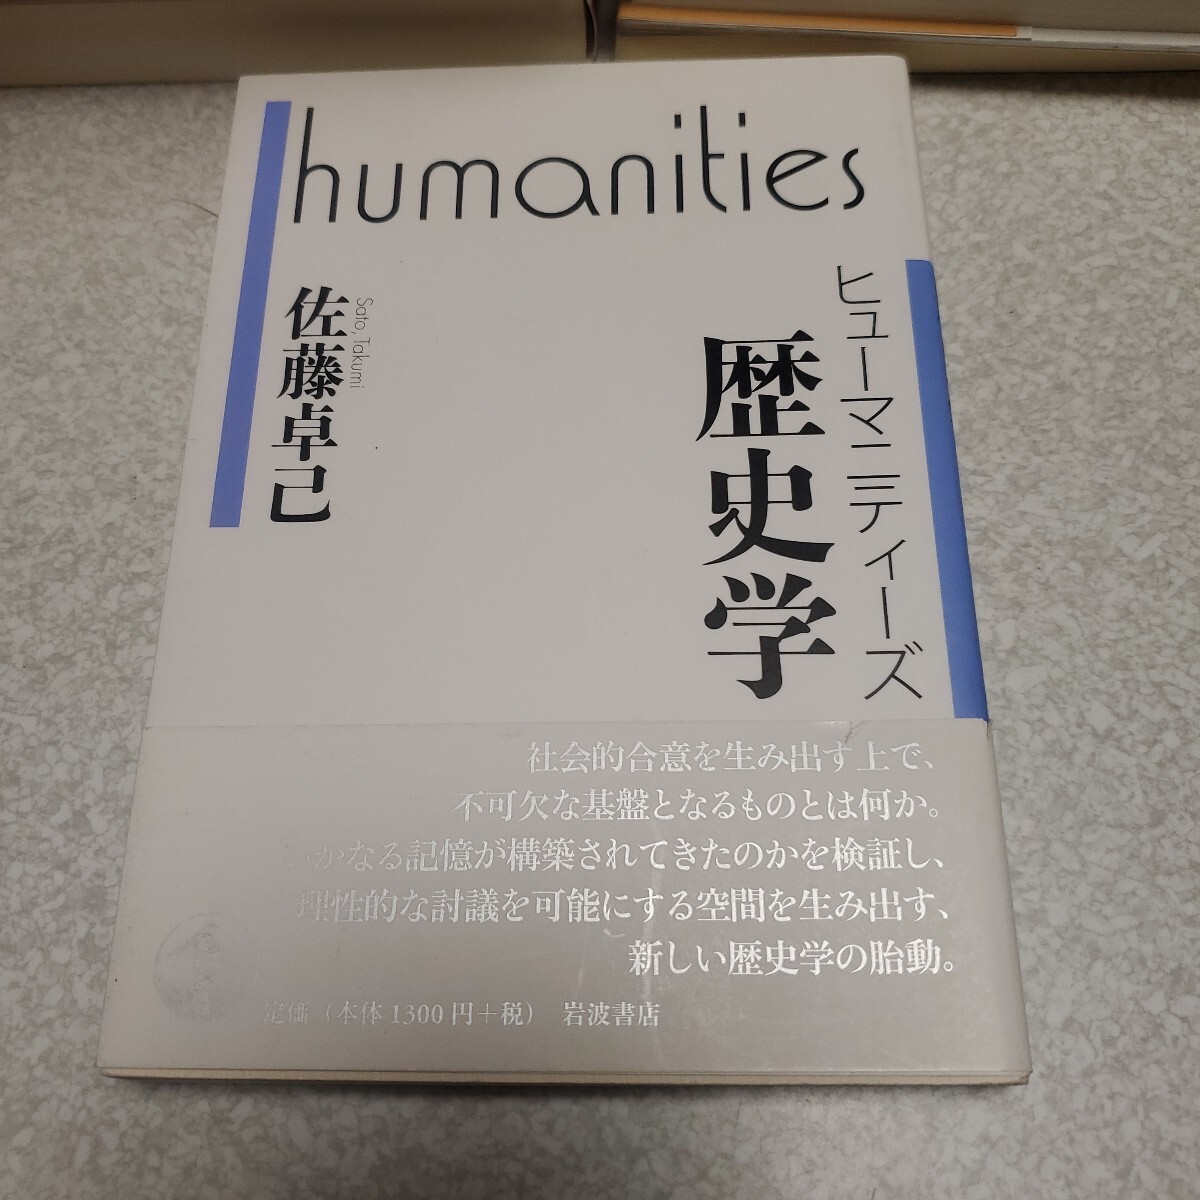 humanities
ヒューマニティーズ
歴史学
佐藤卓己
Sato, Takumi
社会的合意を生み出す上で、
不可欠な基盤となるものとは何か。
いかなる記憶が構築されてきたのかを検証し、
理性的な討議を可能にする空間を生み出す、
新しい歴史学の胎動。
定価（本体1300円＋税） 岩波書店